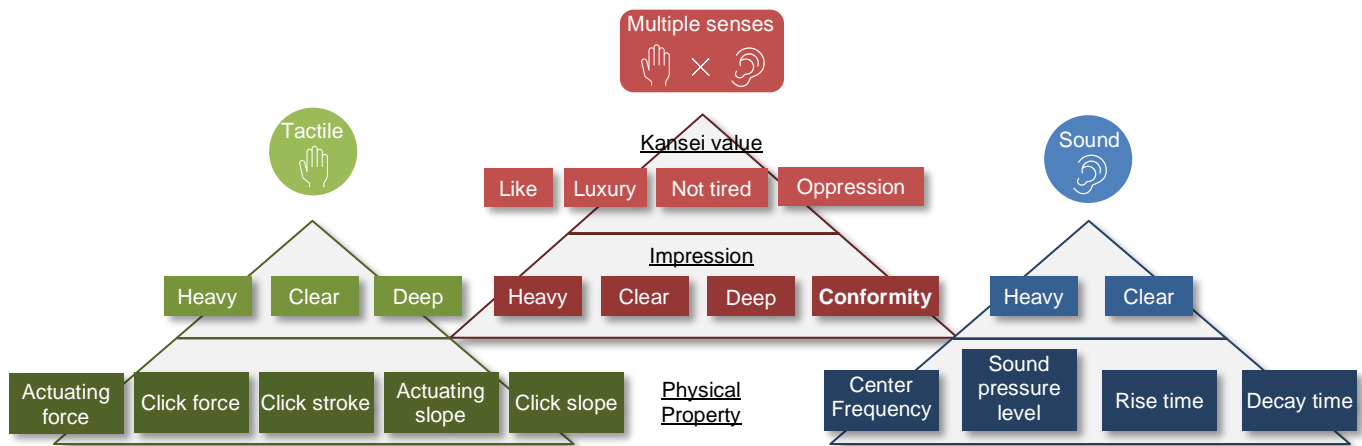 Multiple senses
Tactile
Kansei value
Sound
Like
Luxury
Not tired
Oppression
Impression
Heavy
Clear
Deep
Heavy
Clear
Deep
Conformity
Heavy
Clear
Actuating
force
Click force
Click stroke
Actuating
slope
Click slope
Physical
Property
Center
Frequency
Sound
pressure
level
Rise time
Decay time